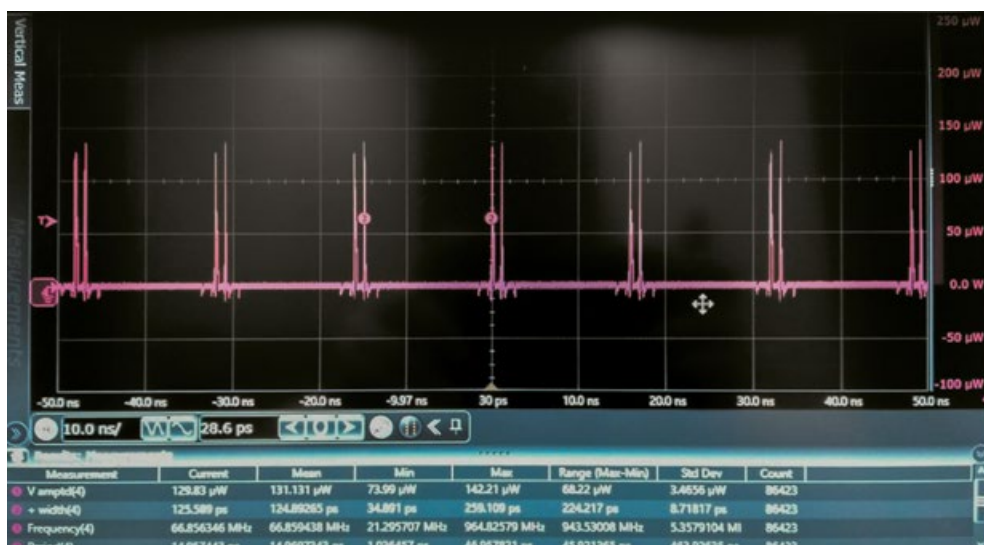 Vertical Meas
250 µW
200 µW
150 µW
100 µW
50 µW
0.0 W
-50 µW
-100 µW
T
2
2
-50.0 ns -40.0 ns -30.0 ns -20.0 ns -9.97 ns 30 ps 10.0 ns 20.0 ns 30.0 ns 40.0 ns 50.0 ns
10.0 ns/ 28.6 ps 0
Results: Measurements
Measurement Current Mean Min Max Range (Max-Min) Std Dev Count
V amptd(4) 129.83 µW 131.131 µW 73.99 µW 142.21 µW 68.22 µW 3.4656 µW 86423
+ width(4) 125.589 ps 124.89265 ps 34.891 ps 259.109 ps 224.217 ps 8.71817 ps 86423
Frequency(4) 66.856346 MHz 66.859438 MHz 21.295707 MHz 964.82579 MHz 943.53008 MHz 5.3579104 MI 86423